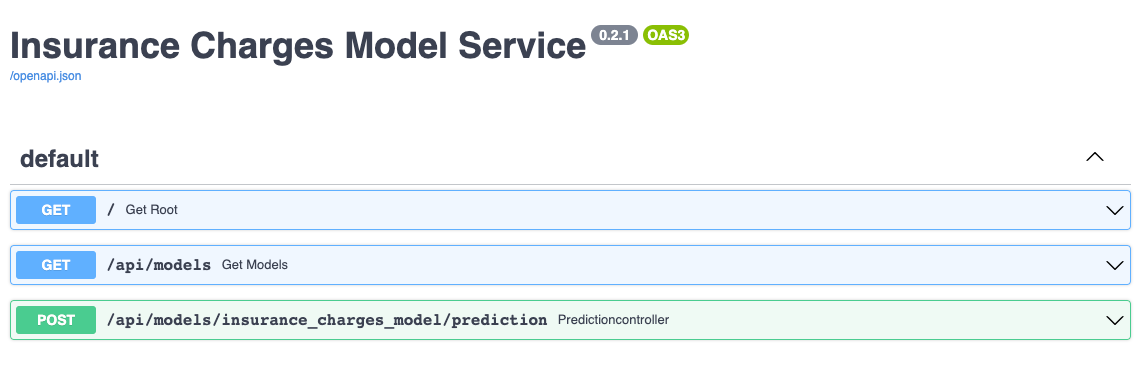 Insurance Charges Model Service 0.2.1 OAS3
/openapi.json
default
GET / Get Root
GET /api/models Get Models
POST /api/models/insurance_charges_model/prediction Predictioncontroller